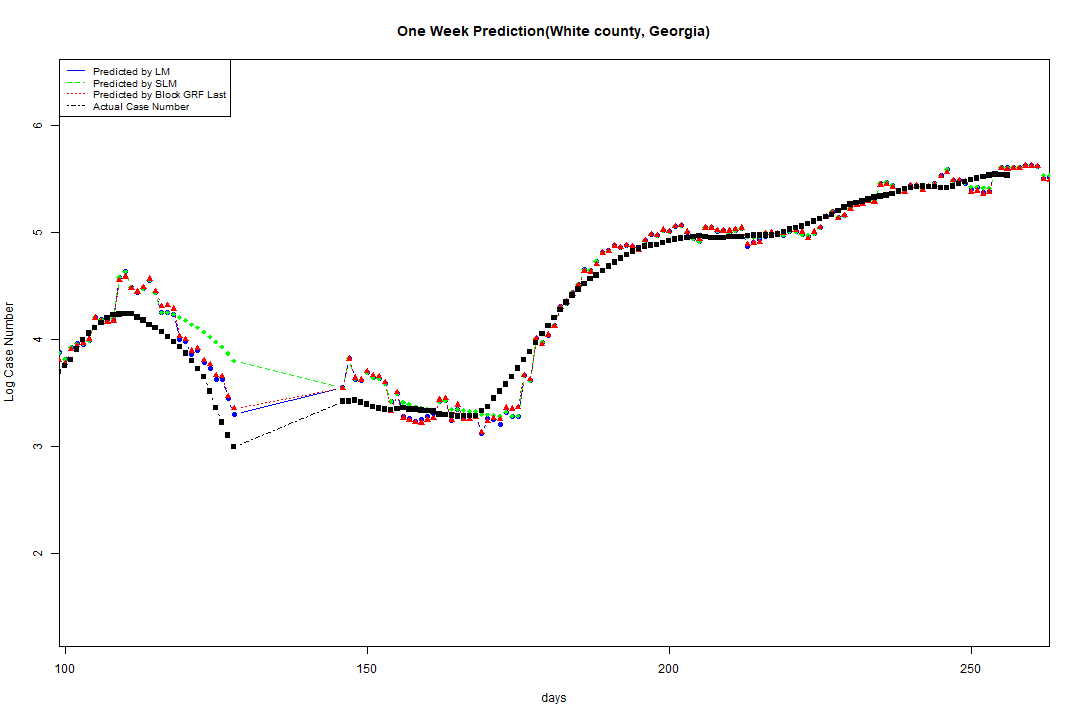 One Week Prediction(White county, Georgia)
Predicted by LM
Predicted by SLM
Predicted by Block GRF Last
Actual Case Number
6
5
4
3
2
Log Case Number
100 150 200 250
days